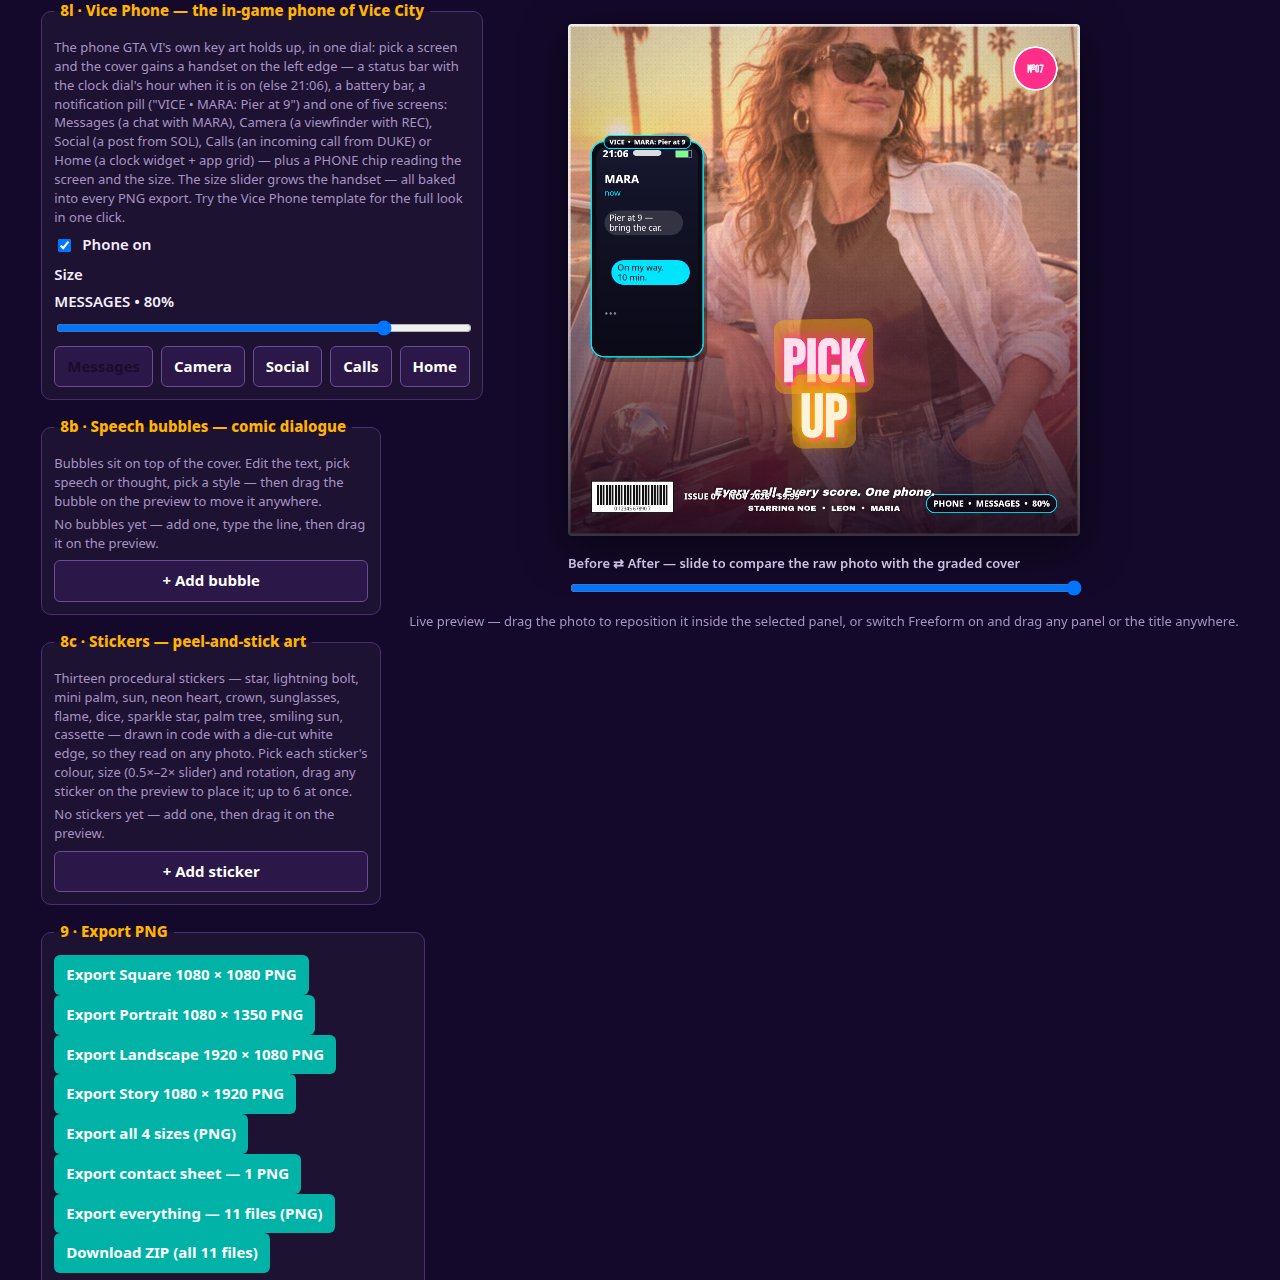 8l · Vice Phone — the in-game phone of Vice City
The phone GTA VI's own key art holds up, in one dial: pick a screen
and the cover gains a handset on the left edge — a status bar with
the clock dial's hour when it is on (else 21:06), a battery bar, a
notification pill ("VICE • MARA: Pier at 9") and one of five screens:
Messages (a chat with MARA), Camera (a viewfinder with REC),
Social (a post from SOL), Calls (an incoming call from DUKE) or
Home (a clock widget + app grid) — plus a PHONE chip reading the
screen and the size. The size slider grows the handset — all baked
into every PNG export. Try the Vice Phone template for the full look
in one click.
Phone on
Size
MESSAGES • 80%
Messages
Camera
Social
Calls
Home
8b · Speech bubbles — comic dialogue
Bubbles sit on top of the cover. Edit the text, pick
speech or thought, pick a style — then drag the
bubble on the preview to move it anywhere.
No bubbles yet — add one, type the line, then drag
it on the preview.
+ Add bubble
8c · Stickers — peel-and-stick art
Thirteen procedural stickers — star, lightning bolt,
mini palm, sun, neon heart, crown, sunglasses,
flame, dice, sparkle star, palm tree, smiling sun,
cassette — drawn in code with a die-cut white
edge, so they read on any photo. Pick each sticker's
colour, size (0.5×–2× slider) and rotation, drag any
sticker on the preview to place it; up to 6 at once.
No stickers yet — add one, then drag it on the
preview.
+ Add sticker
9 · Export PNG
Export Square 1080 × 1080 PNG
Export Portrait 1080 × 1350 PNG
Export Landscape 1920 × 1080 PNG
Export Story 1080 × 1920 PNG
Export all 4 sizes (PNG)
Export contact sheet — 1 PNG
Export everything — 11 files (PNG)
Download ZIP (all 11 files)
№07
VICE • MARA: Pier at 9
21:06
MARA
now
Pier at 9 —
bring the car.
On my way.
10 min.
•••
PICK
UP
Every call. Every score. One phone.
ISSUE 07 • NOV 2026 • $9.99
STARRING NOE • LEON • MARIA
PHONE • MESSAGES • 80%
Before ⇄ After — slide to compare the raw photo with the graded cover
Live preview — drag the photo to reposition it inside the selected panel, or switch Freeform on and drag any panel or the title anywhere.